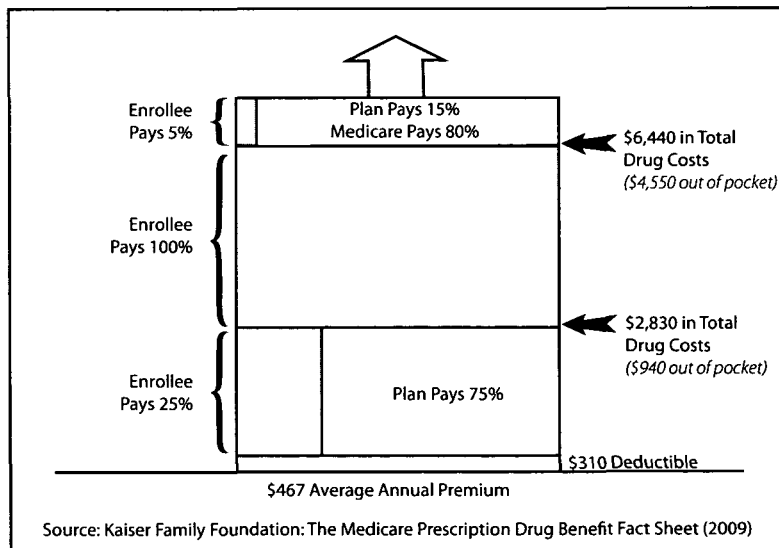 Enrollee
Pays 5%
Plan Pays 15%
Medicare Pays 80%
$6,440 in Total
Drug Costs
($4,550 out of pocket)
Enrollee
Pays 100%
$2,830 in Total
Drug Costs
($940 out of pocket)
Enrollee
Pays 25%
Plan Pays 75%
$310 Deductible
$467 Average Annual Premium
Source: Kaiser Family Foundation: The Medicare Prescription Drug Benefit Fact Sheet (2009)